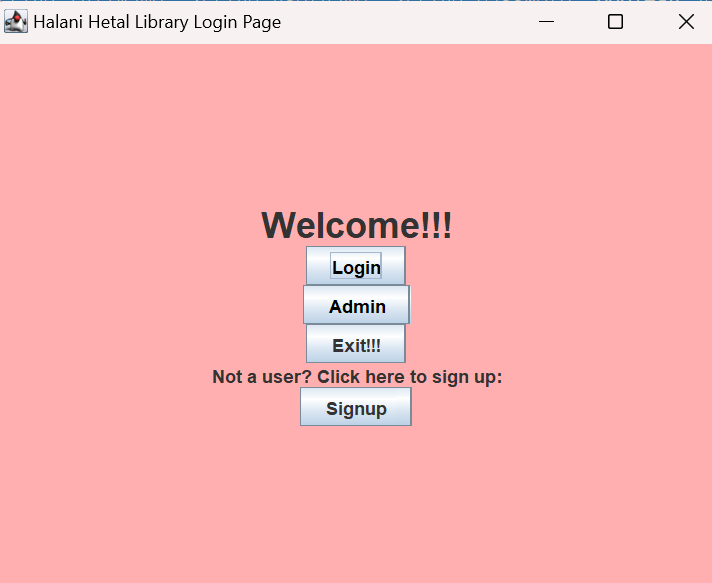 Halani Hetal Library Login Page
Welcome!!!
Login
Admin
Exit!!!
Not a user? Click here to sign up:
Signup